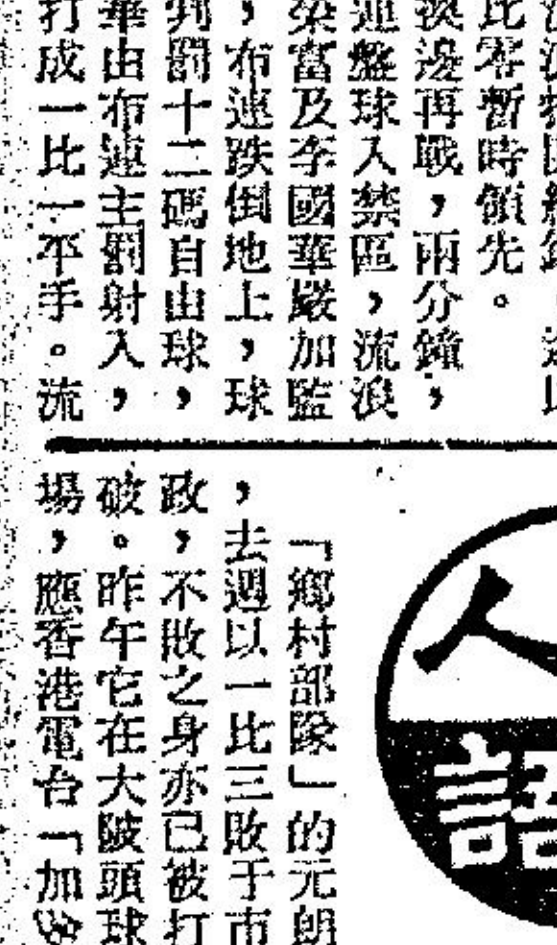 比零暫時領先。
淡邊再戰，兩分鐘，
連盤球入禁區，流浪
梁富及李國華嚴加監
，布連跌倒地上，球
判罰十二碼自由球，
華由布連主罰射入，
打成一比一平手。流
人
語
「鄉村部隊」的元朗
，去週以一比三敗于市
政，不敗之身亦已被打
破。昨午它在大陂頭球
場，應香港電台「加